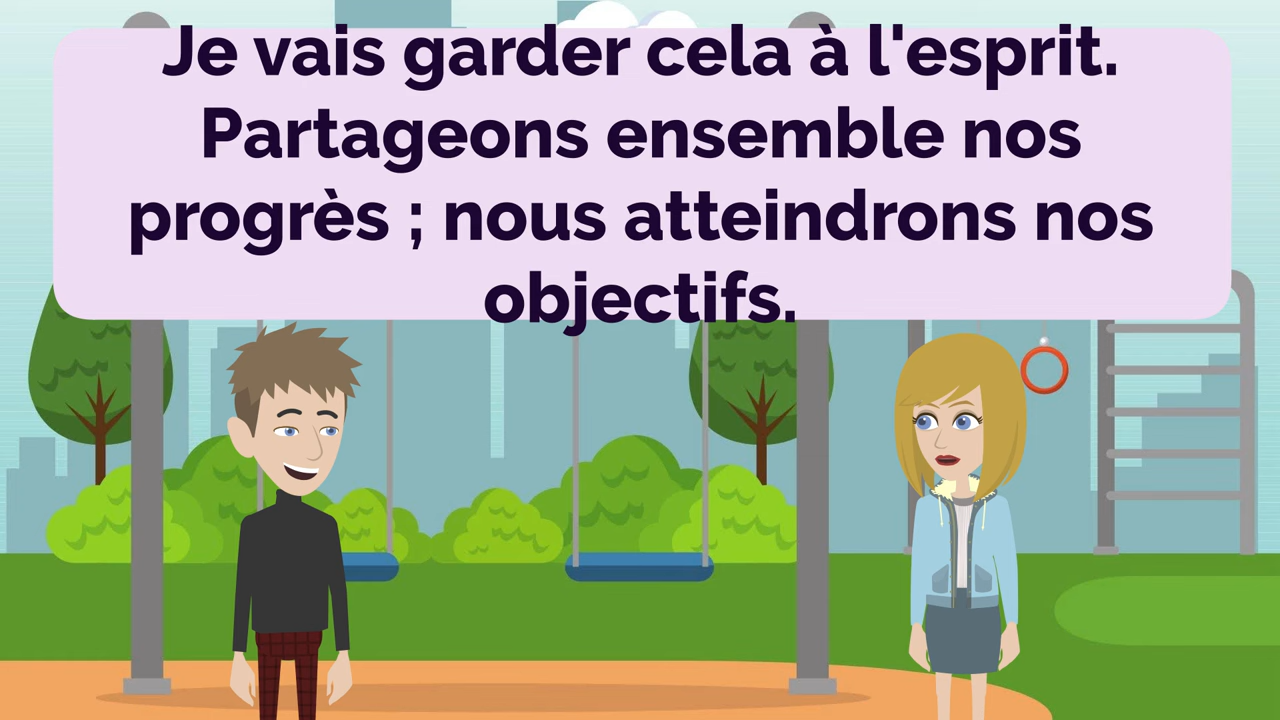 Je vais garder cela à l'esprit.
Partageons ensemble nos
progrès ; nous atteindrons nos
objectifs.